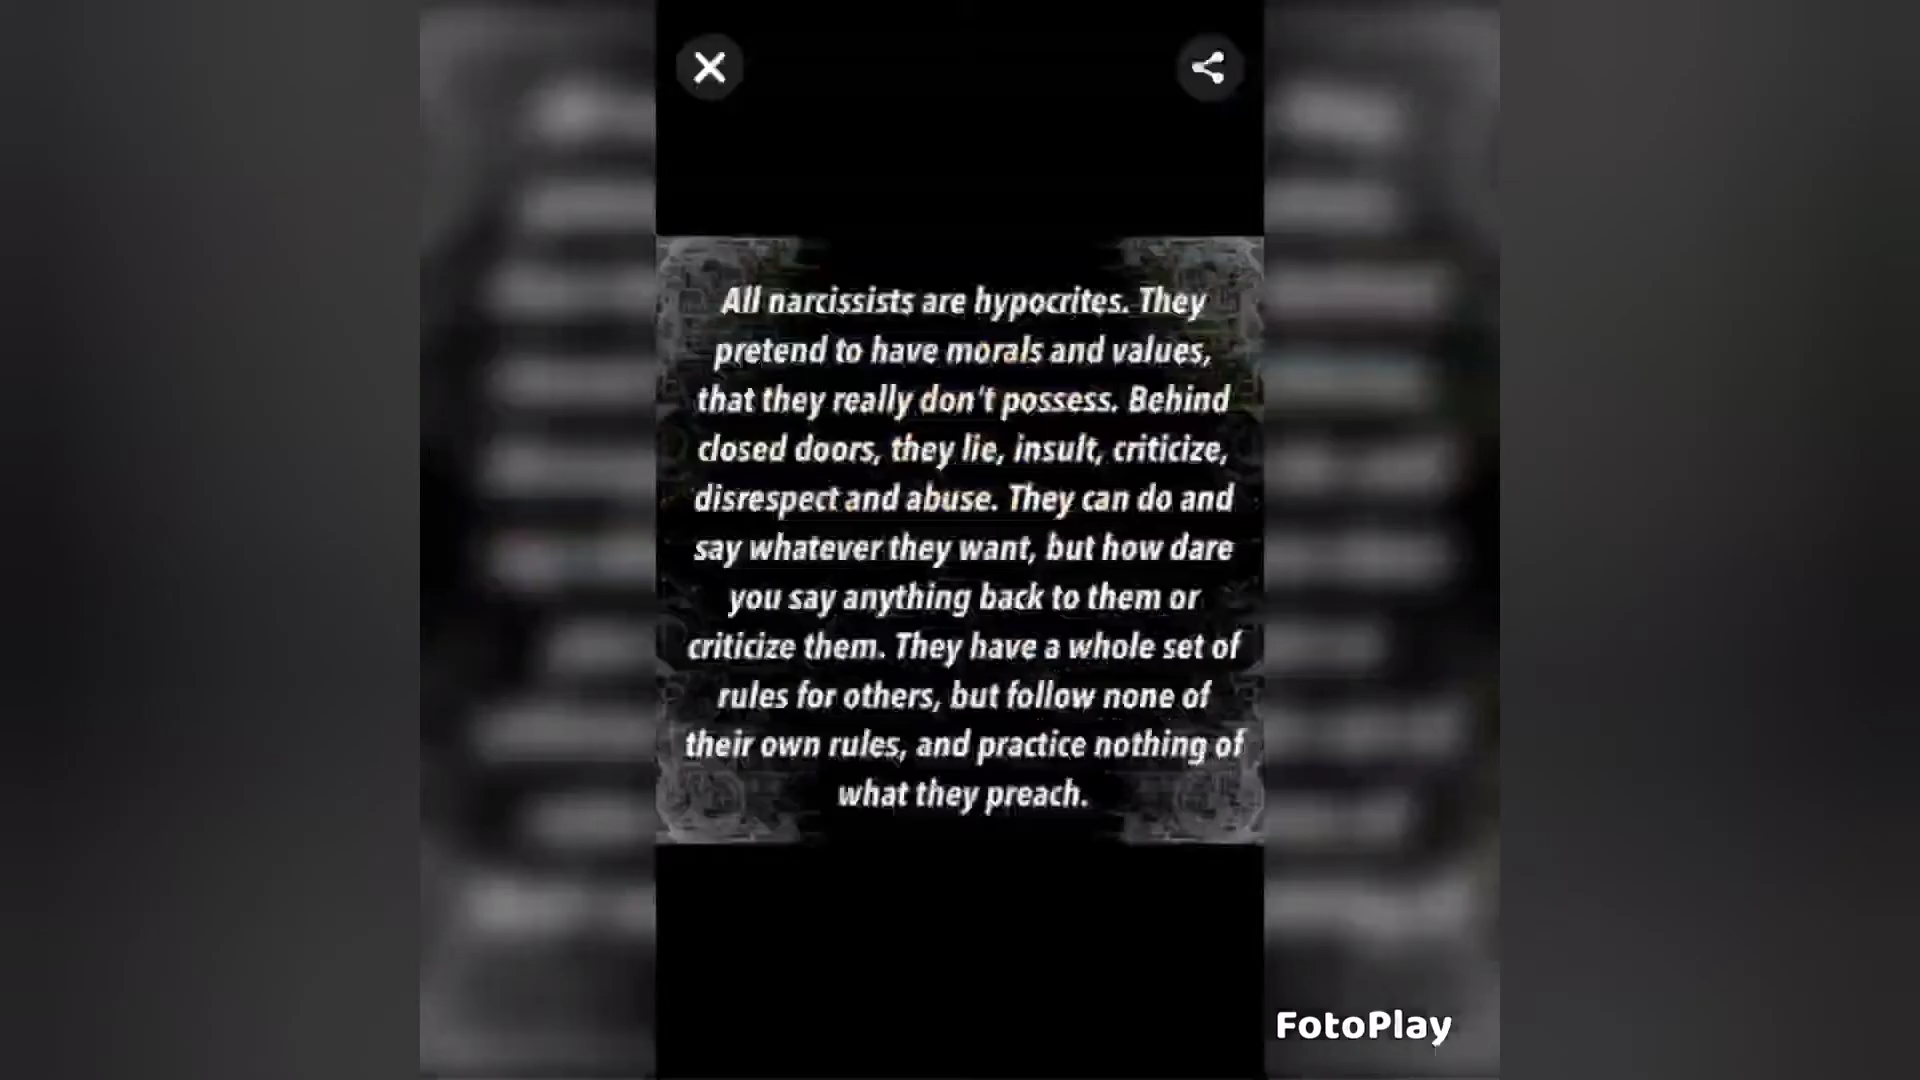 All narcissists are hypocrites. They
pretend to have morals and values,
that they really don't possess. Behind
closed doors, they lie, insult, criticize,
disrespect and abuse. They can do and
say whatever they want, but how dare
you say anything back to them or
criticize them. They have a whole set of
rules for others, but follow none of
their own rules, and practice nothing of
what they preach.
FotoPlay